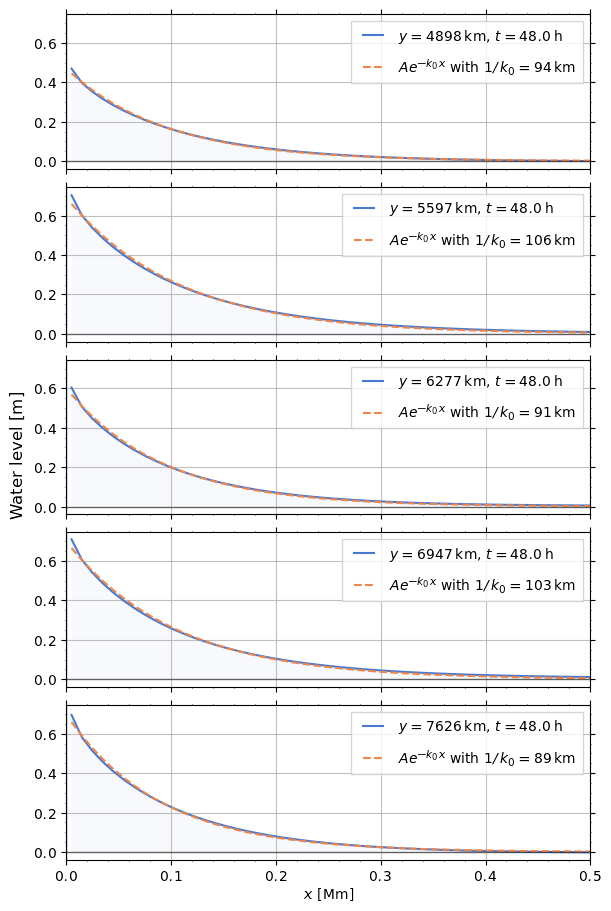 0.6
0.4
0.2
0.0
y = 4898 km, t = 48.0 h
Ae^{-k_0 x} with 1/k_0 = 94 km
0.6
0.4
0.2
0.0
y = 5597 km, t = 48.0 h
Ae^{-k_0 x} with 1/k_0 = 106 km
Water level [m]
0.6
0.4
0.2
0.0
y = 6277 km, t = 48.0 h
Ae^{-k_0 x} with 1/k_0 = 91 km
0.6
0.4
0.2
0.0
y = 6947 km, t = 48.0 h
Ae^{-k_0 x} with 1/k_0 = 103 km
0.6
0.4
0.2
0.0
y = 7626 km, t = 48.0 h
Ae^{-k_0 x} with 1/k_0 = 89 km
0.0 0.1 0.2 0.3 0.4 0.5
x [Mm]